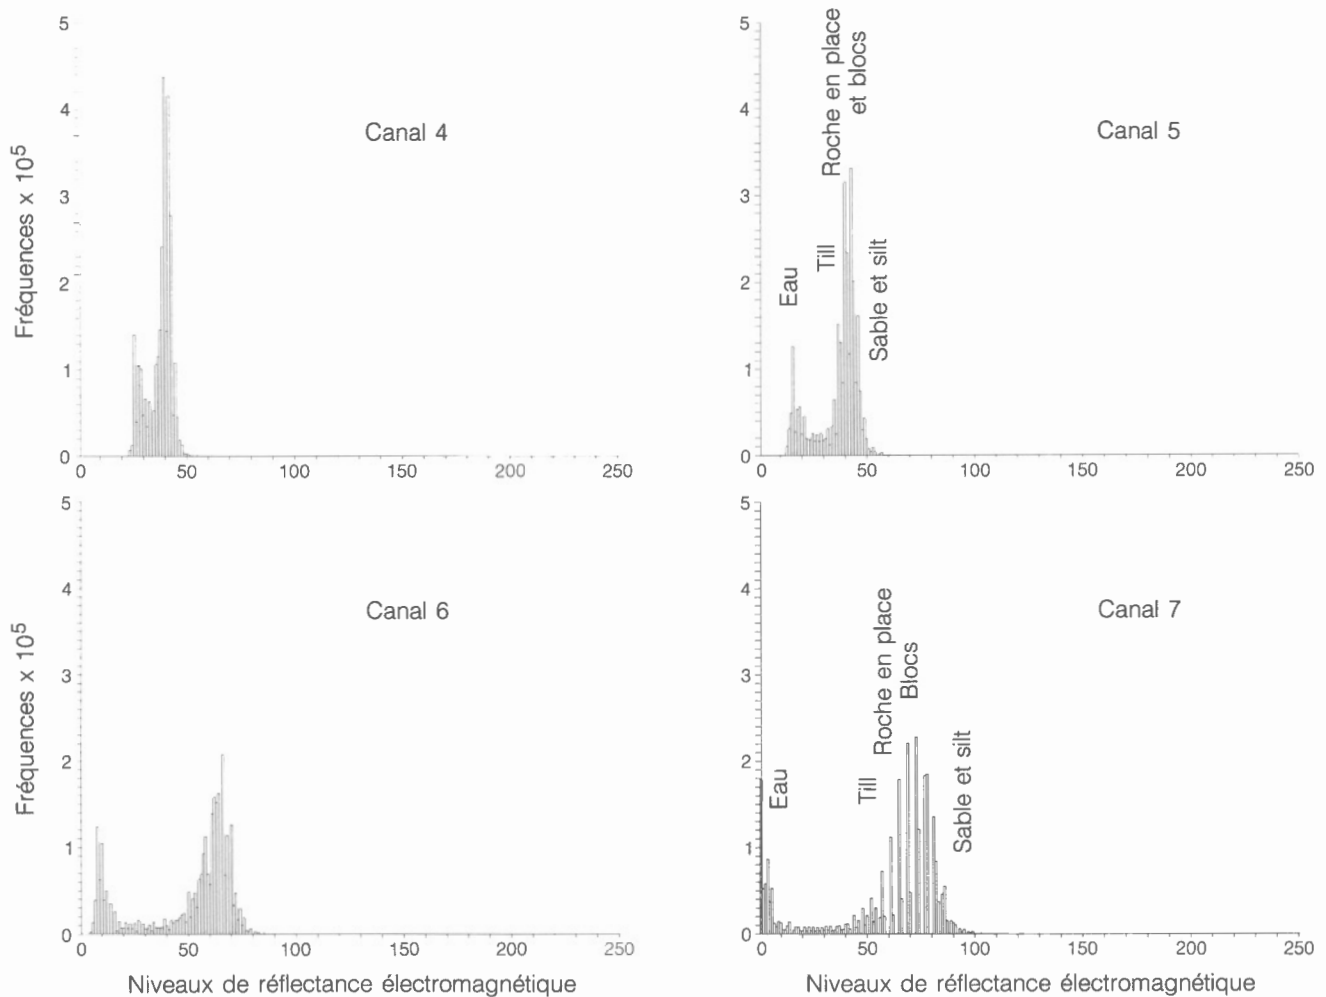 5
4
3
2
1
0
Fréquences x 10⁵
Canal 4
0 50 100 150 200 250
5
4
3
2
1
0
Eau
Till
Roche en place
et blocs
Sable et silt
Canal 5
0 50 100 150 200 250
5
4
3
2
1
0
Fréquences x 10⁵
Canal 6
0 50 100 150 200 250
Niveaux de réflectance électromagnétique
5
4
3
2
1
0
Eau
Till
Roche en place
Blocs
Sable et silt
Canal 7
0 50 100 150 200 250
Niveaux de réflectance électromagnétique